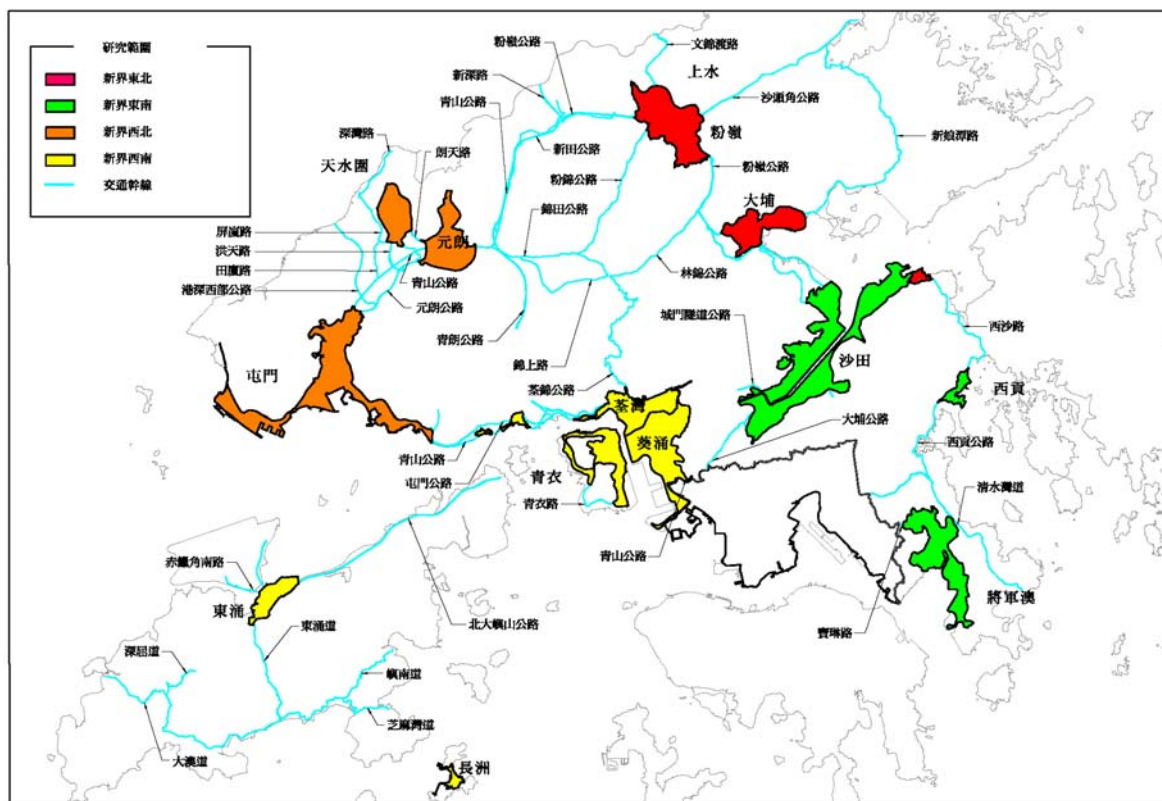 研究範圍
新界東北
新界東南
新界西北
新界西南
交通幹線
粉嶺公路
文錦渡路
上水
新深路
青山公路
沙頭角公路
粉嶺
新娘潭路
深灣路
朗天路
天水圍
新田公路
粉錦公路
粉嶺公路
大埔
錦田公路
屏廈路
元朗
洪天路
田廈路
青山公路
林錦公路
港深西部公路
元朗公路
城門隧道公路
西沙路
青朗公路
錦上路
沙田
屯門
荃錦公路
西貢
荃灣
大埔公路
葵涌
西貢公路
青山公路
屯門公路
青衣
清水灣道
青衣路
青山公路
赤鱲角南路
將軍澳
東涌
東涌道
北大嶼山公路
寶琳路
深屈道
嶼南道
芝麻灣道
大澳道
長洲